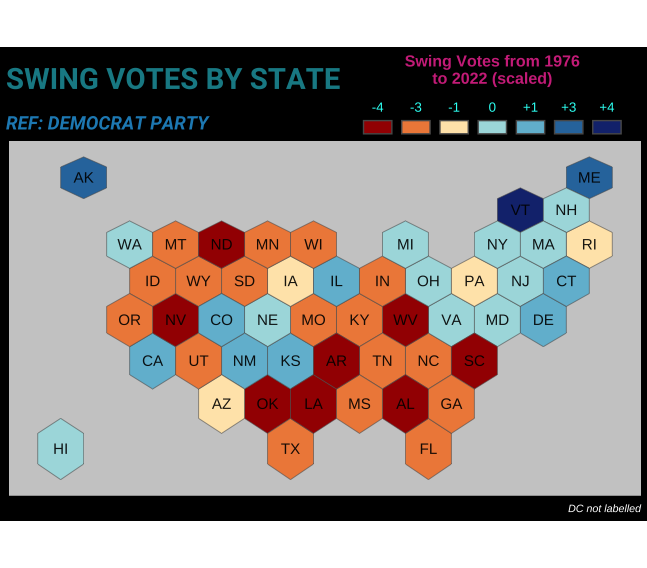 SWING VOTES BY STATE
Swing Votes from 1976
to 2022 (scaled)
-4 -3 -1 0 +1 +3 +4
REF: DEMOCRAT PARTY
AK ME
VT NH
WA MT ND MN WI MI NY MA RI
ID WY SD IA IL IN OH PA NJ CT
OR NV CO NE MO KY WV VA MD DE
CA UT NM KS AR TN NC SC
AZ OK LA MS AL GA
HI TX FL
DC not labelled